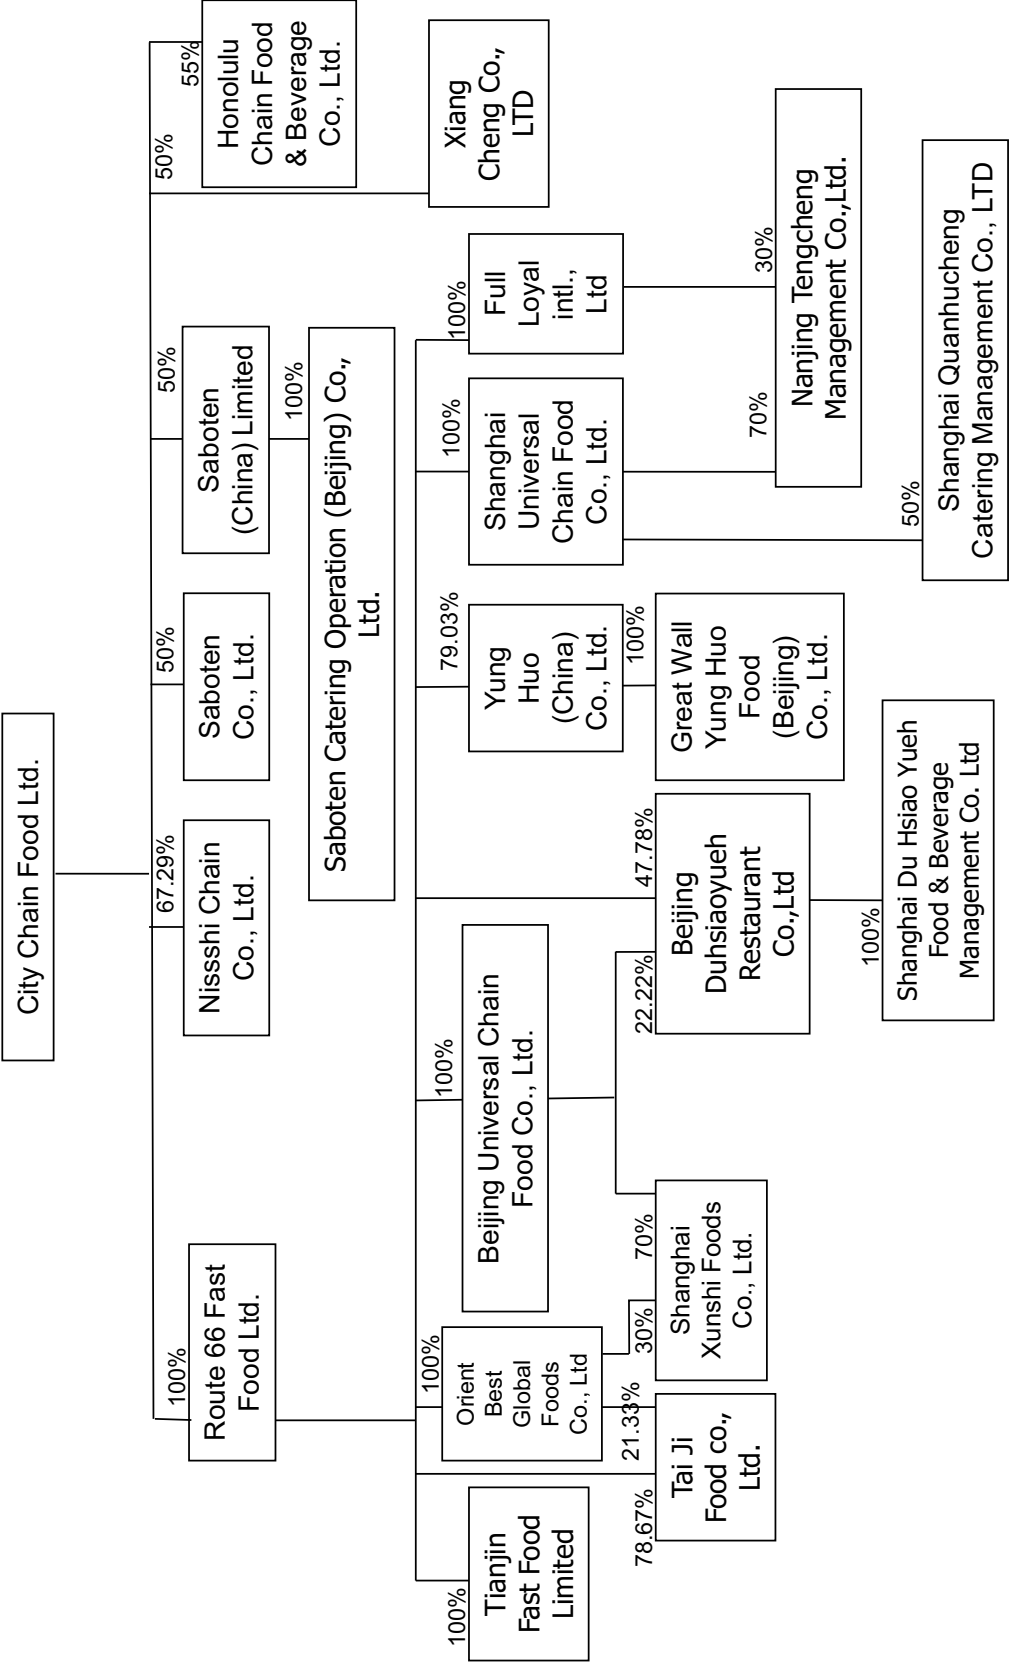 City Chain Food Ltd.
100%
Route 66 Fast
Food Ltd.
67.29%
Nissshi Chain
Co., Ltd.
50%
Saboten
Co., Ltd.
50%
Saboten
(China) Limited
50%
Xiang
Cheng Co.,
LTD
55%
Honolulu
Chain Food
& Beverage
Co., Ltd.
100%
Saboten Catering Operation (Beijing) Co.,
Ltd.
100%
Tianjin
Fast Food
Limited
100%
Orient
Best
Global
Foods
Co., Ltd
100%
Beijing Universal Chain
Food Co., Ltd.
79.03%
Yung
Huo
(China)
Co., Ltd.
100%
Shanghai
Universal
Chain Food
Co., Ltd.
100%
Full
Loyal
intl.,
Ltd
78.67%
21.33%
Tai Ji
Food co.,
Ltd.
30%
70%
Shanghai
Xunshi Foods
Co., Ltd.
22.22%
47.78%
Beijing
Duhsiaoyueh
Restaurant
Co.,Ltd
100%
Great Wall
Yung Huo
Food
(Beijing)
Co., Ltd.
70%
30%
Nanjing Tengcheng
Management Co.,Ltd.
100%
Shanghai Du Hsiao Yueh
Food & Beverage
Management Co. Ltd
50%
Shanghai Quanhucheng
Catering Management Co., LTD